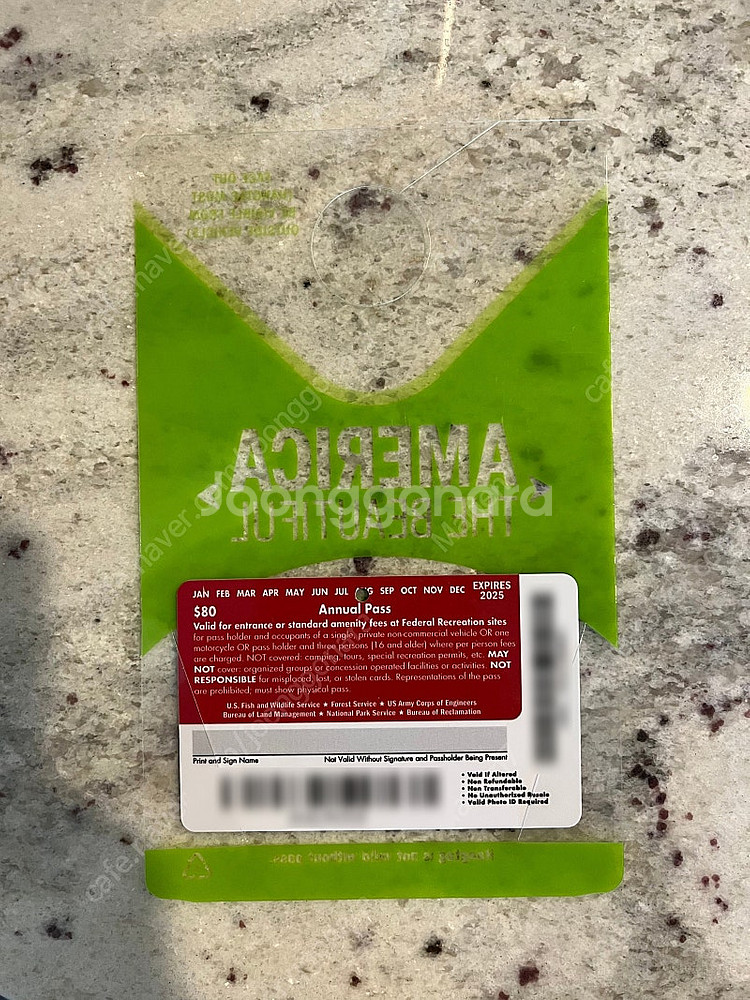 AMERICA
THE BEAUTIFUL
Joonggonara
JAN FEB MAR APR MAY JUN JUL SEP OCT NOV DEC EXPIRES 2025
$80 Annual Pass
Valid for entrance or standard amenity fees at Federal Recreation sites
for pass holder and occupants of a single, private non-commercial vehicle OR one
motorcycle OR pass holder and three persons (16 and older) where per person fees
are charged. NOT covered: camping, tours, special recreation permits, etc. MAY
NOT cover: organized groups or concession operated facilities or activities. NOT
RESPONSIBLE for misplaced, lost, or stolen cards. Representations of the pass
are prohibited; must show physical pass.
U.S. Fish and Wildlife Service ★ Forest Service ★ US Army Corps of Engineers
Bureau of Land Management ★ National Park Service ★ Bureau of Reclamation
Print and Sign Name Not Valid Without Signature and Passholder Being Present
• Void If Altered
• Non Refundable
• Non Transferable
• No Unauthorized Resale
• Valid Photo ID Required
Hangtag is not valid without pass.